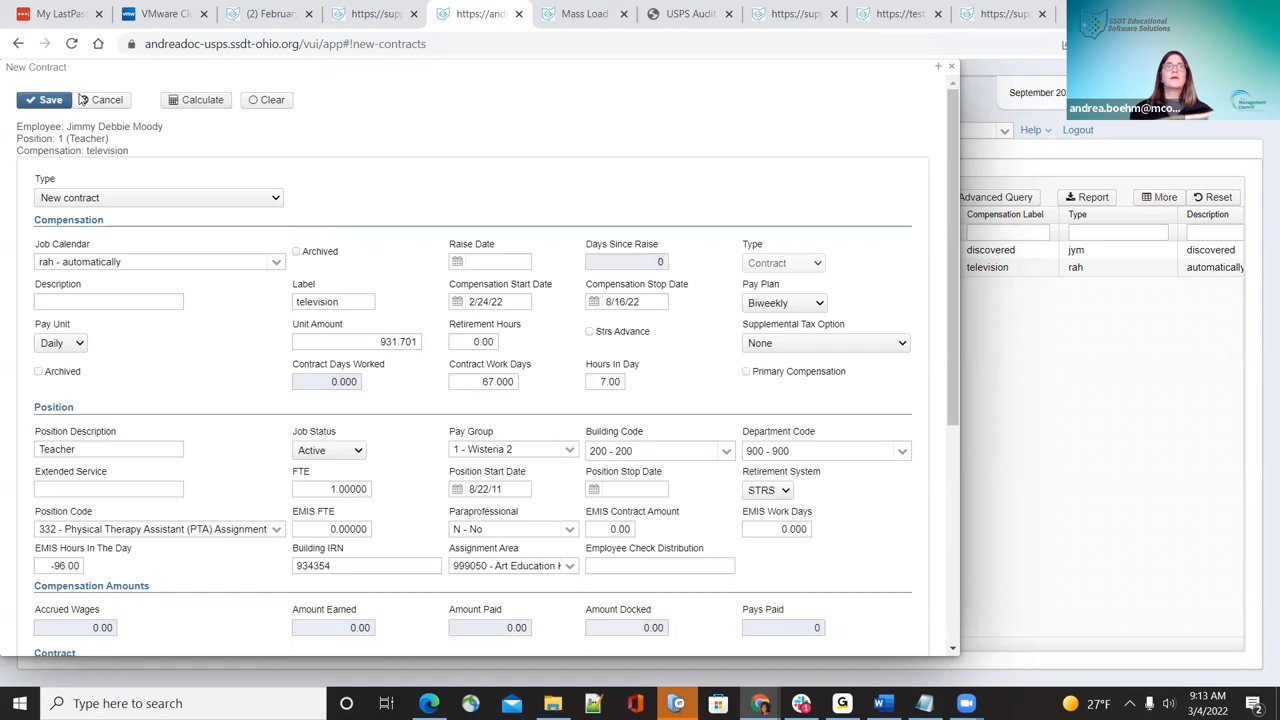 My LastPa
VMware Cl
(2) Februar
https://sup
https://and
Mass Load
USPS Audi
https://sup
https://test
https://sup
andreadoc-usps.ssdt-ohio.org/vui/app#!new-contracts
SSDT Educational
Software Solutions
Management
Council
andrea.boehm@mco...
New Contract
Save
Cancel
Calculate
Clear
September 20
Help
Logout
Employee: Jimmy Debbie Moody
Position: 1 (Teacher)
Compensation: television
Type
New contract
Advanced Query
Report
More
Reset
Compensation Label Type Description
discovered jym discovered
television rah automatically
Compensation
Job Calendar Archived Raise Date Days Since Raise Type
rah - automatically 0 Contract
Description Label Compensation Start Date Compensation Stop Date Pay Plan
television 2/24/22 8/16/22 Biweekly
Pay Unit Unit Amount Retirement Hours Strs Advance Supplemental Tax Option
Daily 931.701 0.00 None
Archived Contract Days Worked Contract Work Days Hours In Day Primary Compensation
0.000 67.000 7.00
Position
Position Description Job Status Pay Group Building Code Department Code
Teacher Active 1 - Wisteria 2 200 - 200 900 - 900
Extended Service FTE Position Start Date Position Stop Date Retirement System
1.00000 8/22/11 STRS
Position Code EMIS FTE Paraprofessional EMIS Contract Amount EMIS Work Days
332 - Physical Therapy Assistant (PTA) Assignment 0.00000 N - No 0.00 0.000
EMIS Hours In The Day Building IRN Assignment Area Employee Check Distribution
-96.00 934354 999050 - Art Education
Compensation Amounts
Accrued Wages Amount Earned Amount Paid Amount Docked Pays Paid
0.00 0.00 0.00 0.00 0
Contract
Type here to search
27°F
9:13 AM
3/4/2022
2